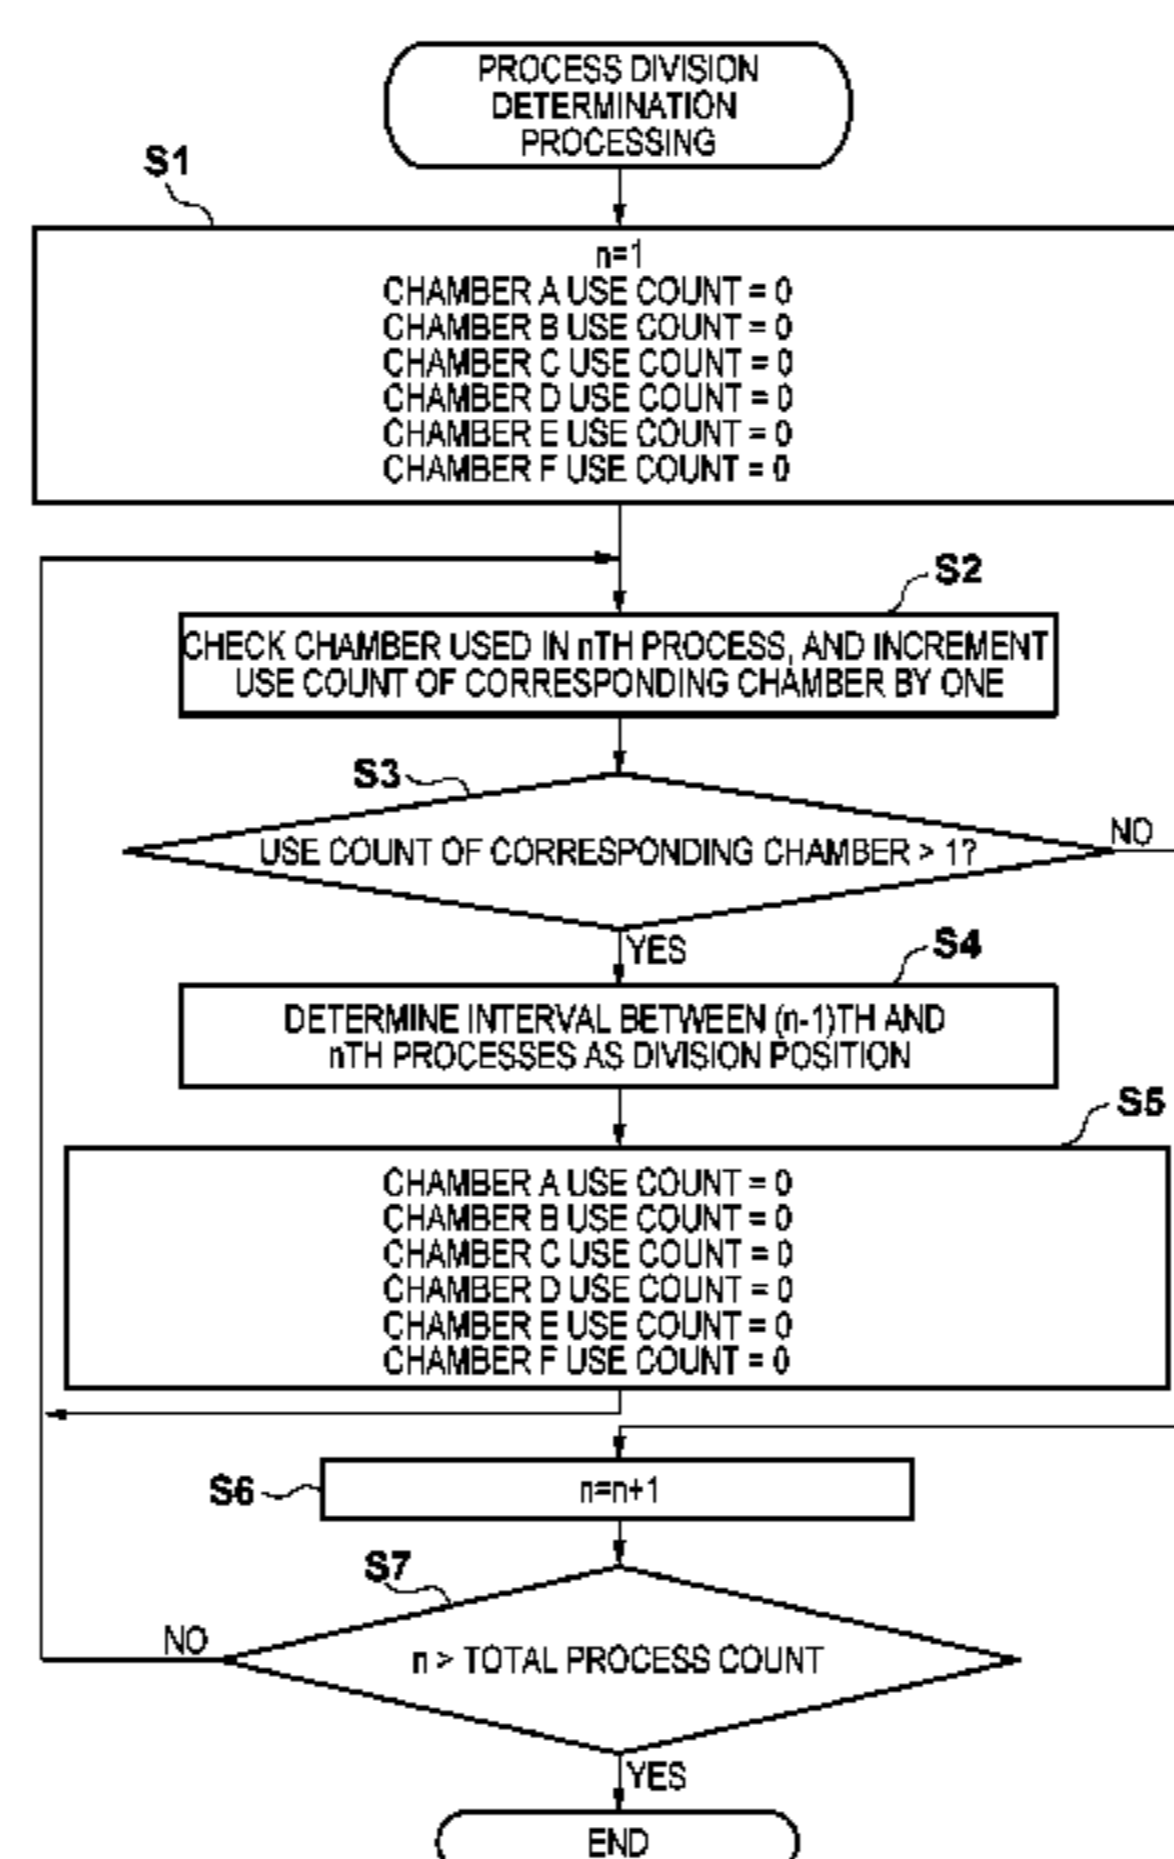 PROCESS DIVISION
DETERMINATION
PROCESSING
S1
n=1
CHAMBER A USE COUNT = 0
CHAMBER B USE COUNT = 0
CHAMBER C USE COUNT = 0
CHAMBER D USE COUNT = 0
CHAMBER E USE COUNT = 0
CHAMBER F USE COUNT = 0
S2
CHECK CHAMBER USED IN nTH PROCESS, AND INCREMENT
USE COUNT OF CORRESPONDING CHAMBER BY ONE
S3
USE COUNT OF CORRESPONDING CHAMBER > 1?
NO
YES
S4
DETERMINE INTERVAL BETWEEN (n-1)TH AND
nTH PROCESSES AS DIVISION POSITION
S5
CHAMBER A USE COUNT = 0
CHAMBER B USE COUNT = 0
CHAMBER C USE COUNT = 0
CHAMBER D USE COUNT = 0
CHAMBER E USE COUNT = 0
CHAMBER F USE COUNT = 0
S6
n=n+1
S7
NO
n > TOTAL PROCESS COUNT
YES
END